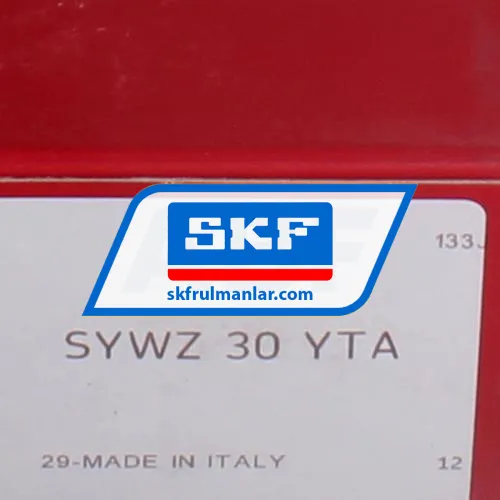 SKF
133J
skfrulmanlar.com
SYWZ 30 YTA
29-MADE IN ITALY
12